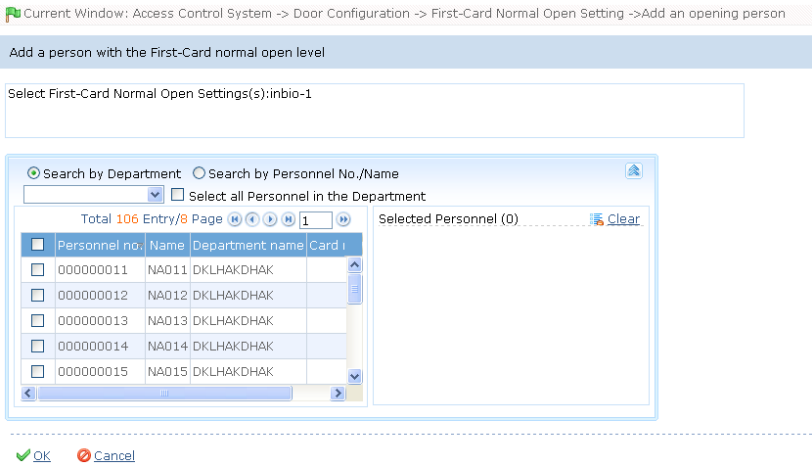 Current Window: Access Control System -> Door Configuration -> First-Card Normal Open Setting ->Add an opening person
Add a person with the First-Card normal open level
Select First-Card Normal Open Settings(s):inbio-1
Search by Department Search by Personnel No./Name
Select all Personnel in the Department
Total 106 Entry/8 Page 1
Selected Personnel (0) Clear
Personnel no. Name Department name Card
000000011 NA011 DKLHAKDHAK
000000012 NA012 DKLHAKDHAK
000000013 NA013 DKLHAKDHAK
000000014 NA014 DKLHAKDHAK
000000015 NA015 DKLHAKDHAK
OK Cancel